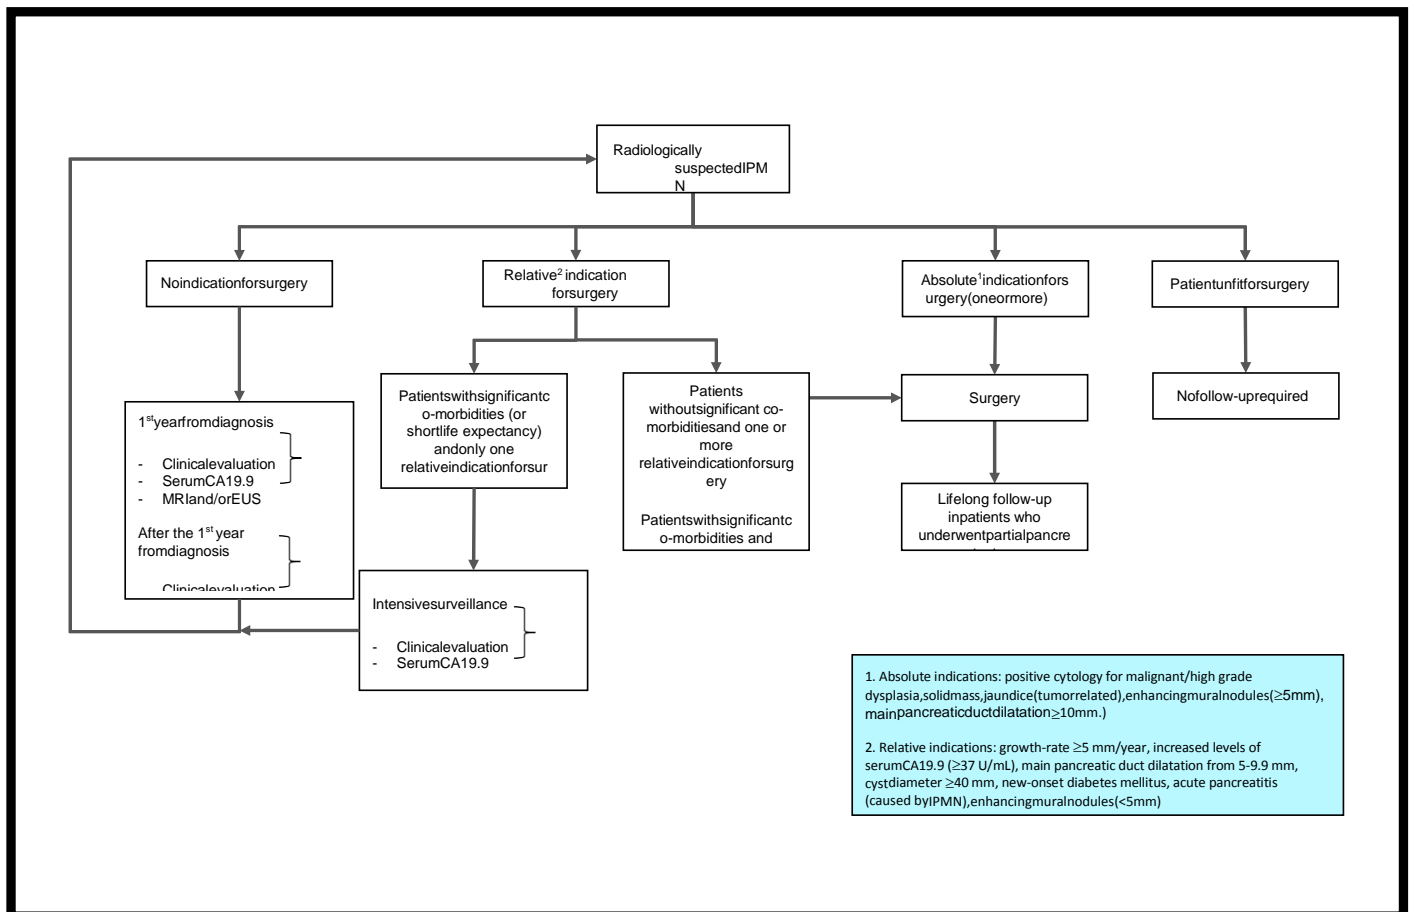 Radiologically
suspectedIPM
N
Noindicationforsurgery
Relative2 indication
forsurgery
Absolute1indicationfors
urgery(oneormore)
Patientunfitforsurgery
1styearfromdiagnosis
- Clinicalevaluation
- SerumCA19.9
- MRIand/orEUS
After the 1st year
fromdiagnosis
Clinicalevaluation
Patientswithsignificantc
o-morbidities (or
shortlife expectancy)
andonly one
relativeindicationforsur
Patients
withoutsignificant co-
morbiditiesand one or
more
relativeindicationforsurg
ery
Patientswithsignificantc
o-morbidities and
Surgery
Nofollow-uprequired
Lifelong follow-up
inpatients who
underwentpartialpancre
Intensivesurveillance
- Clinicalevaluation
- SerumCA19.9
1. Absolute indications: positive cytology for malignant/high grade
dysplasia,solidmass,jaundice(tumorrelated),enhancingmuralnodules(≥5mm),
mainpancreaticductdilatation≥10mm.)
2. Relative indications: growth-rate ≥5 mm/year, increased levels of
serumCA19.9 (≥37 U/mL), main pancreatic duct dilatation from 5-9.9 mm,
cystdiameter ≥40 mm, new-onset diabetes mellitus, acute pancreatitis
(caused byIPMN),enhancingmuralnodules(<5mm)